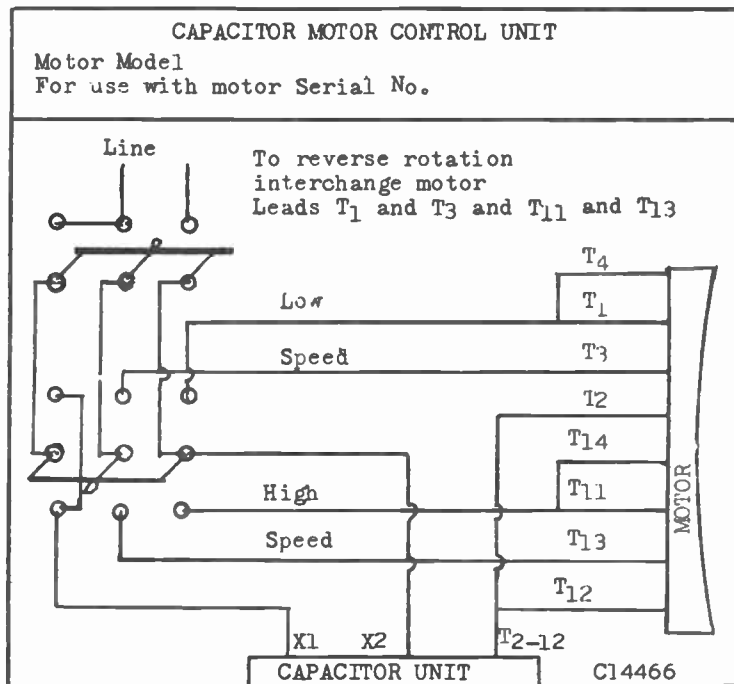 CAPACITOR MOTOR CONTROL UNIT
Motor Model
For use with motor Serial No.
Line
To reverse rotation
interchange motor
Leads T1 and T3 and T11 and T13
T4
Low
T1
Speed
T3
T2
T14
High
T11
Speed
T13
T12
MOTOR
X1
X2
T2-12
CAPACITOR UNIT
C14466